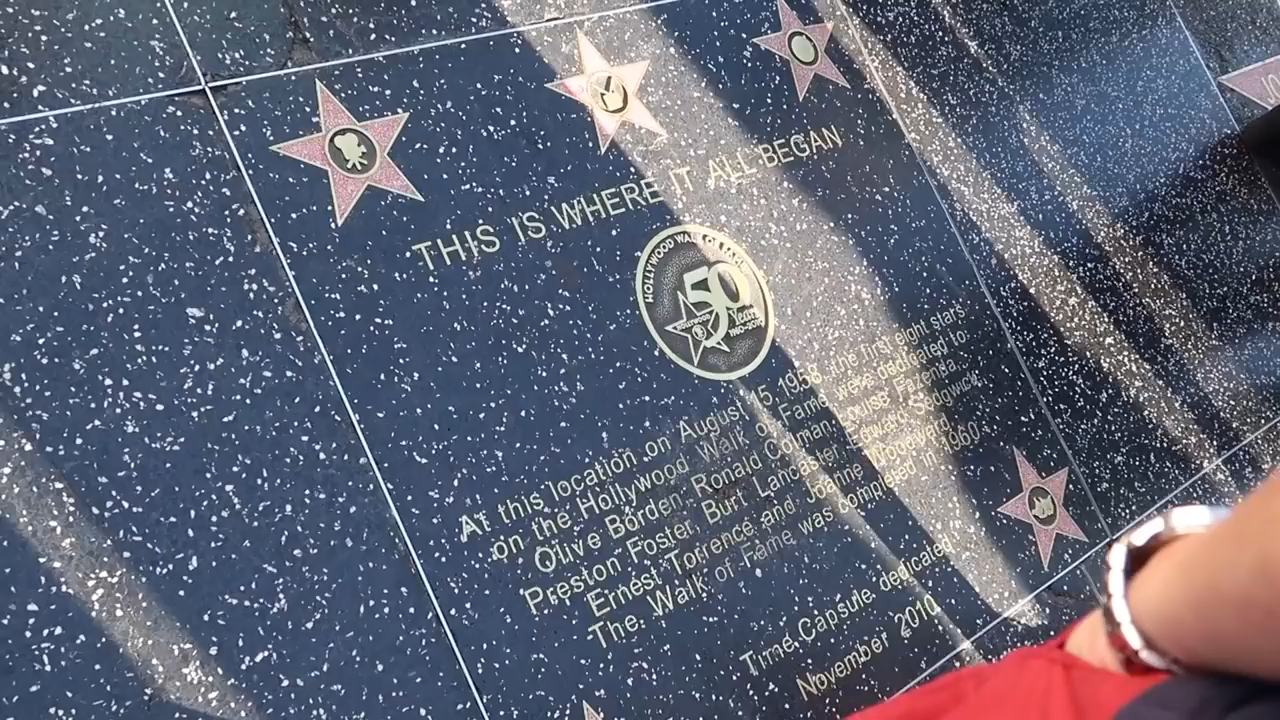 THIS IS WHERE IT ALL BEGAN
HOLLYWOOD WALK OF FAME
50
Years
1960-2010
At this location on August 15, 1958, the first eight stars
on the Hollywood Walk of Fame were dedicated to:
Olive Borden, Ronald Colman, Louise Fazenda,
Preston Foster, Burt Lancaster, Edward Sedgwick,
Ernest Torrence and Joanne Woodward.
The Walk of Fame was completed in 1960.
Time Capsule dedicated
November 2010
JO